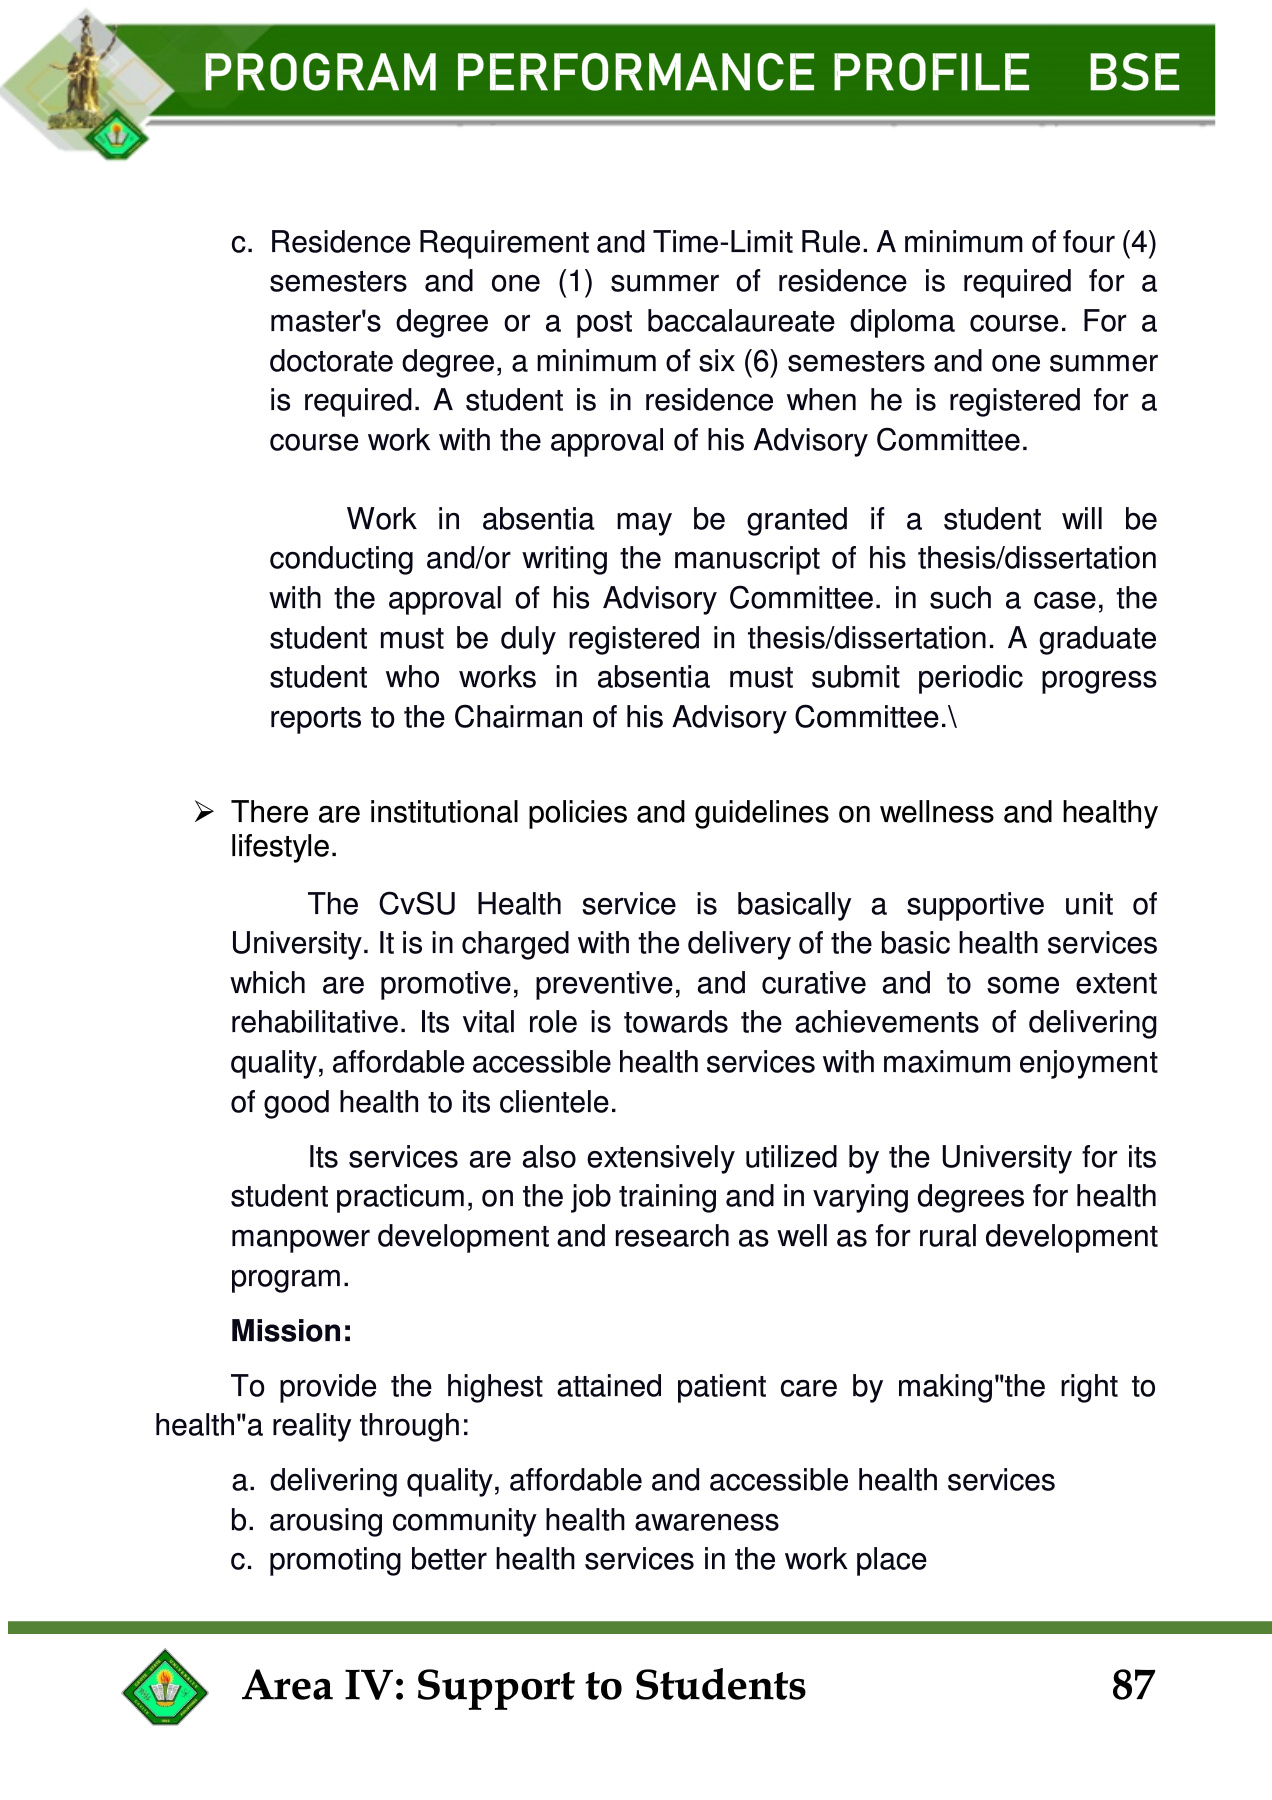 PROGRAM PERFORMANCE PROFILE BSE
c. Residence Requirement and Time-Limit Rule. A minimum of four (4)
semesters and one (1) summer of residence is required for a
master's degree or a post baccalaureate diploma course. For a
doctorate degree, a minimum of six (6) semesters and one summer
is required. A student is in residence when he is registered for a
course work with the approval of his Advisory Committee.
Work in absentia may be granted if a student will be
conducting and/or writing the manuscript of his thesis/dissertation
with the approval of his Advisory Committee. in such a case, the
student must be duly registered in thesis/dissertation. A graduate
student who works in absentia must submit periodic progress
reports to the Chairman of his Advisory Committee.\
➢ There are institutional policies and guidelines on wellness and healthy
lifestyle.
The CvSU Health service is basically a supportive unit of
University. It is in charged with the delivery of the basic health services
which are promotive, preventive, and curative and to some extent
rehabilitative. Its vital role is towards the achievements of delivering
quality, affordable accessible health services with maximum enjoyment
of good health to its clientele.
Its services are also extensively utilized by the University for its
student practicum, on the job training and in varying degrees for health
manpower development and research as well as for rural development
program.
Mission:
To provide the highest attained patient care by making"the right to
health"a reality through:
a. delivering quality, affordable and accessible health services
b. arousing community health awareness
c. promoting better health services in the work place
Area IV: Support to Students 87